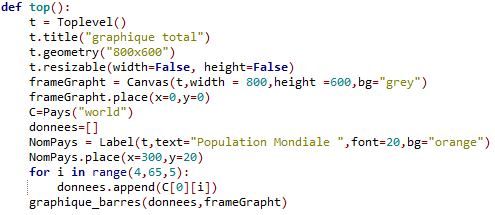 def top():
    t = Toplevel()
    t.title("graphique total")
    t.geometry("800x600")
    t.resizable(width=False, height=False)
    frameGrapht = Canvas(t,width = 800,height =600,bg="grey")
    frameGrapht.place(x=0,y=0)
    C=Pays("world")
    donnees=[]
    NomPays = Label(t,text="Population Mondiale ",font=20,bg="orange")
    NomPays.place(x=300,y=20)
    for i in range(4,65,5):
        donnees.append(C[0][i])
    graphique_barres(donnees,frameGrapht)